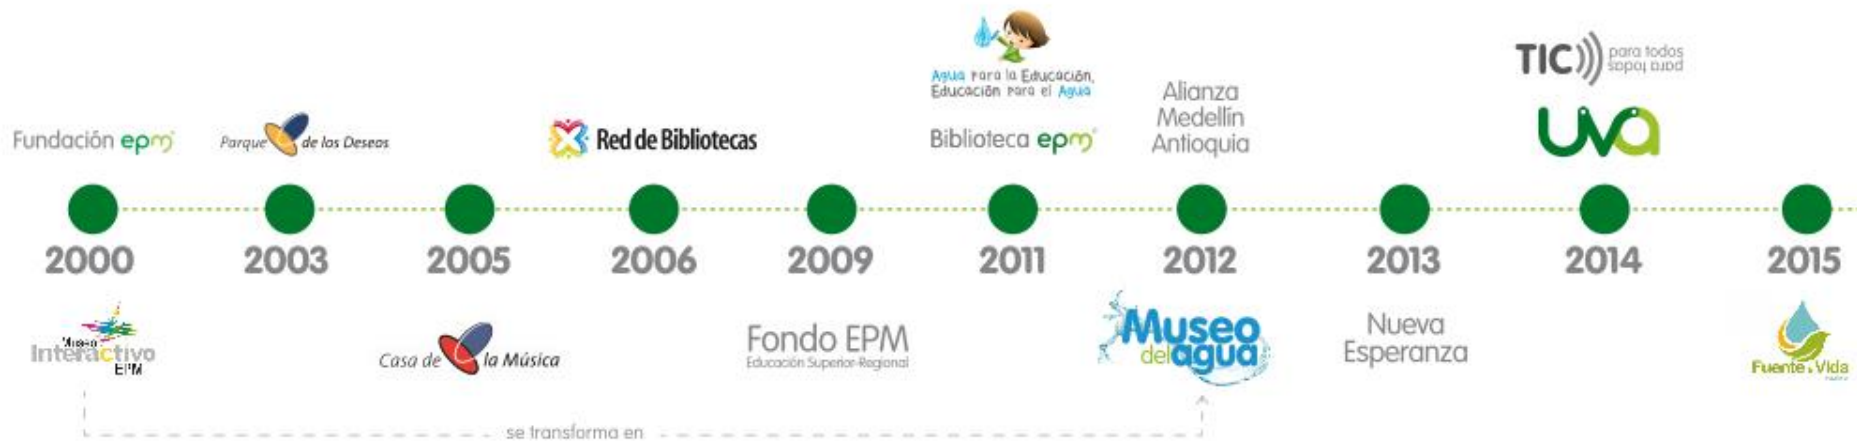 Fundación epm
Parque de los Deseos
Red de Bibliotecas
Agua para la Educación,
Educación para el Agua
Biblioteca epm
Alianza
Medellín
Antioquia
TIC
para todos
para todas
uva
2000
2003
2005
2006
2009
2011
2012
2013
2014
2015
Museo
Interactivo
EPM
Casa de la Música
Fondo EPM
Educación Superior-Regional
Museo
del agua
Nueva
Esperanza
Fuente Vida
se transforma en